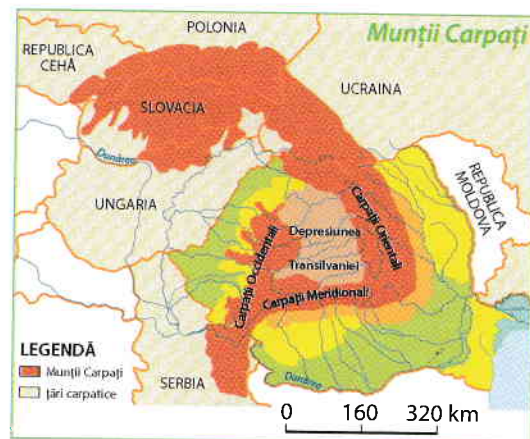 Munții Carpați
POLONIA
REPUBLICA
CEHĂ
UCRAINA
SLOVACIA
Dunărea
UNGARIA
REPUBLICA
MOLDOVA
Carpații Orientali
Carpații Occidentali
Depresiunea
Transilvaniei
Carpații Meridionali
LEGENDĂ
Munții Carpați
țări carpatice
SERBIA
Dunărea
0 160 320 km